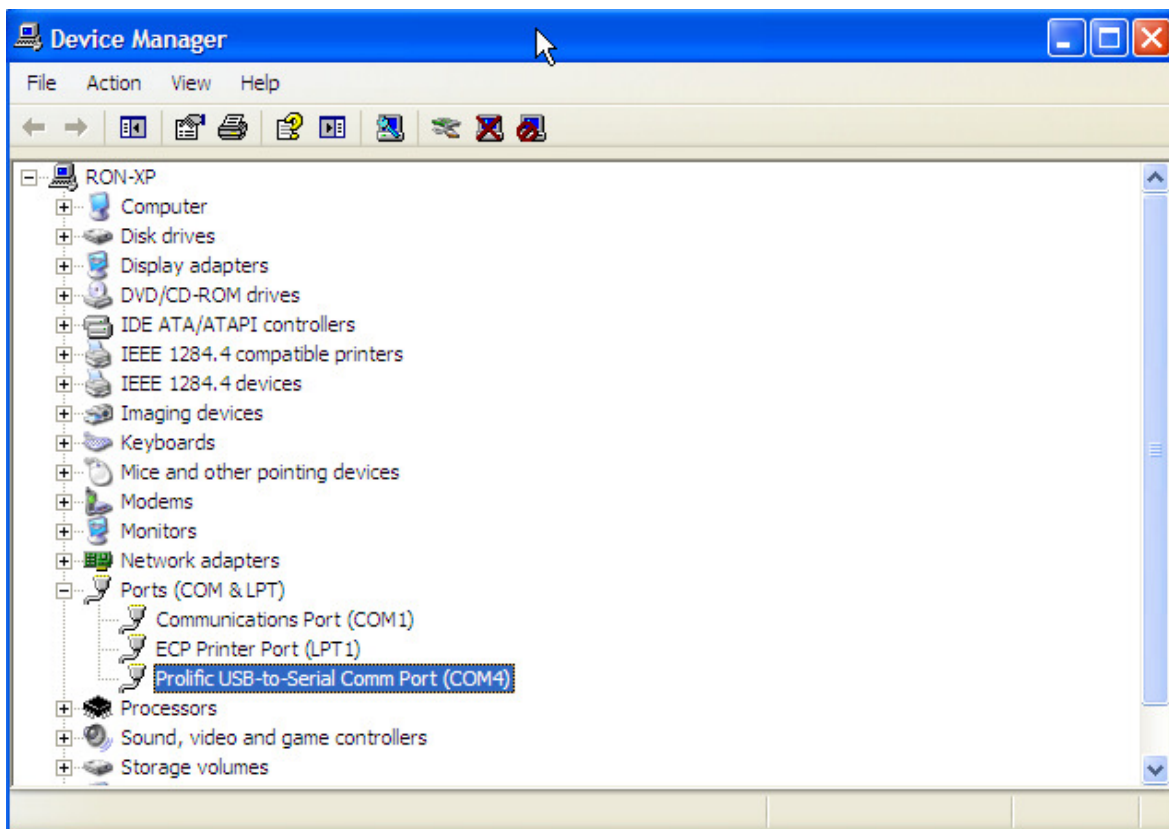 Device Manager
File Action View Help
RON-XP
Computer
Disk drives
Display adapters
DVD/CD-ROM drives
IDE ATA/ATAPI controllers
IEEE 1284.4 compatible printers
IEEE 1284.4 devices
Imaging devices
Keyboards
Mice and other pointing devices
Modems
Monitors
Network adapters
Ports (COM & LPT)
Communications Port (COM1)
ECP Printer Port (LPT1)
Prolific USB-to-Serial Comm Port (COM4)
Processors
Sound, video and game controllers
Storage volumes